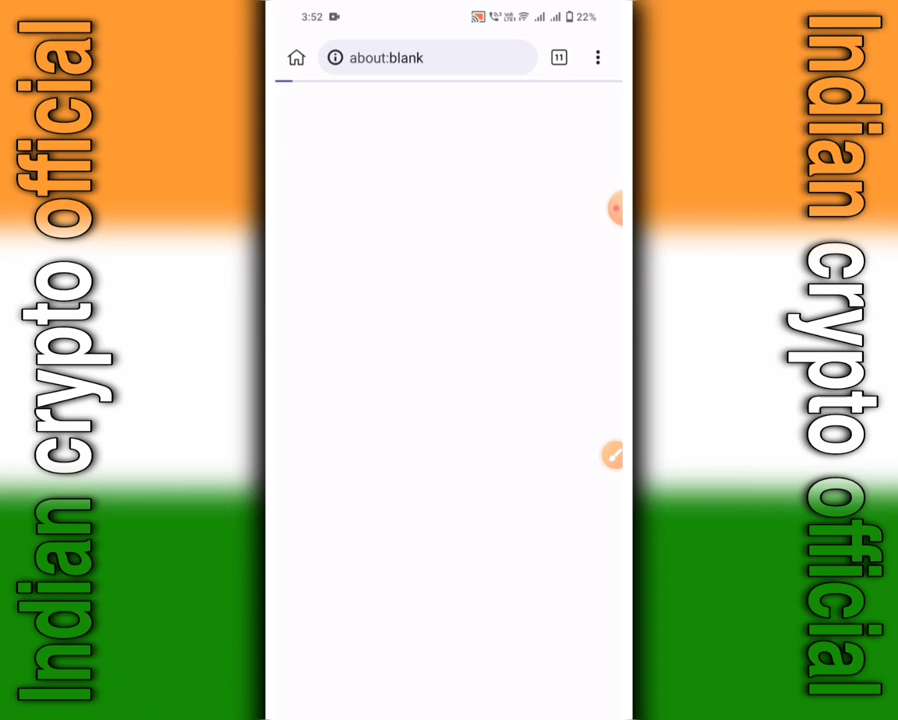 Indian crypto official
3:52
22%
about:blank
11
Indian crypto official